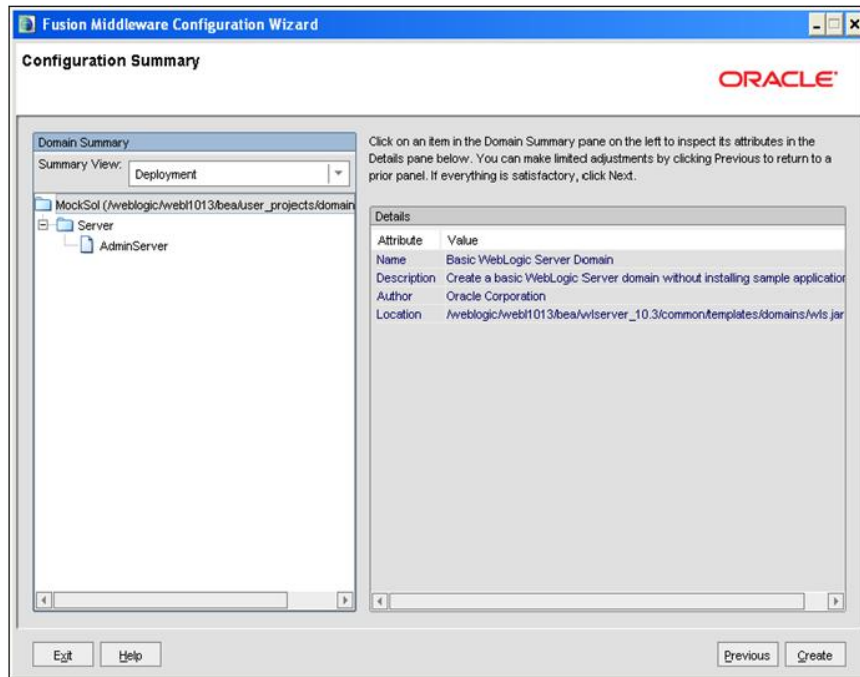 Fusion Middleware Configuration Wizard
Configuration Summary
ORACLE
Domain Summary
Summary View:
Deployment
MockSol (/weblogic/webl1013/bea/user_projects/domain
Server
AdminServer
Click on an item in the Domain Summary pane on the left to inspect its attributes in the
Details pane below. You can make limited adjustments by clicking Previous to return to a
prior panel. If everything is satisfactory, click Next.
Details
Attribute Value
Name Basic WebLogic Server Domain
Description Create a basic WebLogic Server domain without installing sample application
Author Oracle Corporation
Location /weblogic/webl1013/bea/wlserver_10.3/common/templates/domains/wls.jar
Exit Help Previous Create